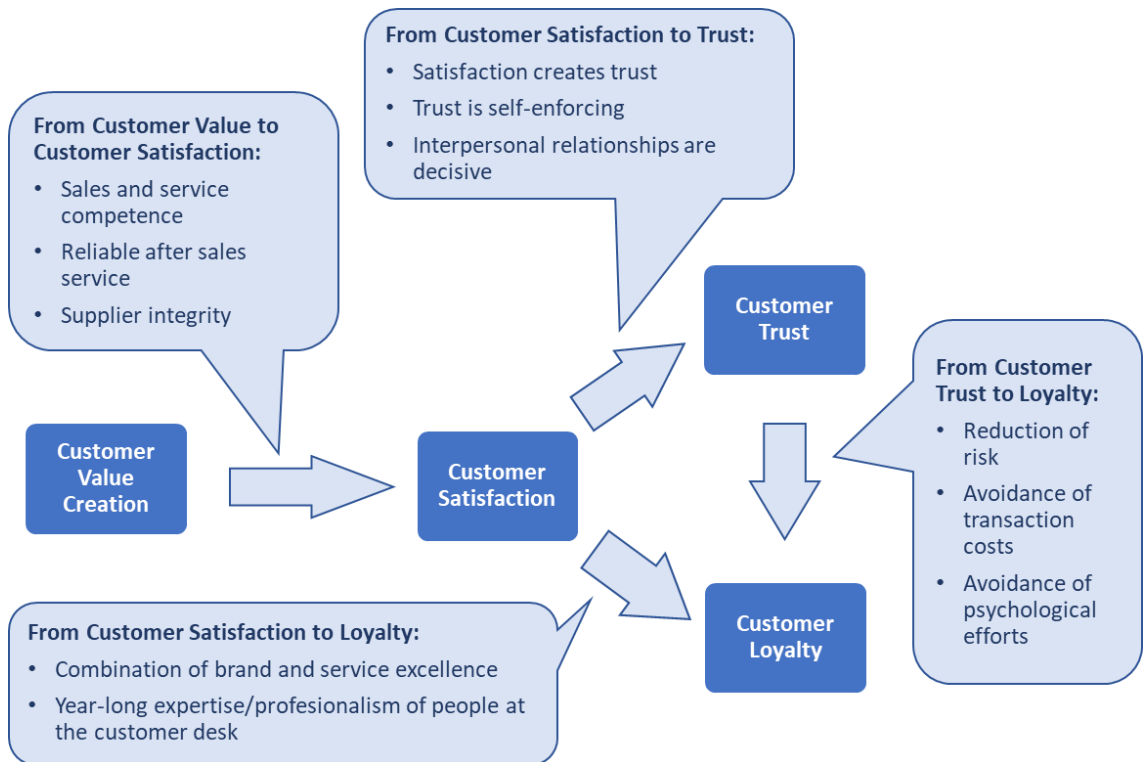 From Customer Satisfaction to Trust:
• Satisfaction creates trust
• Trust is self-enforcing
• Interpersonal relationships are
decisive
From Customer Value to
Customer Satisfaction:
• Sales and service
competence
• Reliable after sales
service
• Supplier integrity
Customer
Trust
From Customer
Trust to Loyalty:
• Reduction of
risk
• Avoidance of
transaction
costs
• Avoidance of
psychological
efforts
Customer
Value
Creation
Customer
Satisfaction
Customer
Loyalty
From Customer Satisfaction to Loyalty:
• Combination of brand and service excellence
• Year-long expertise/profesionalism of people at
the customer desk